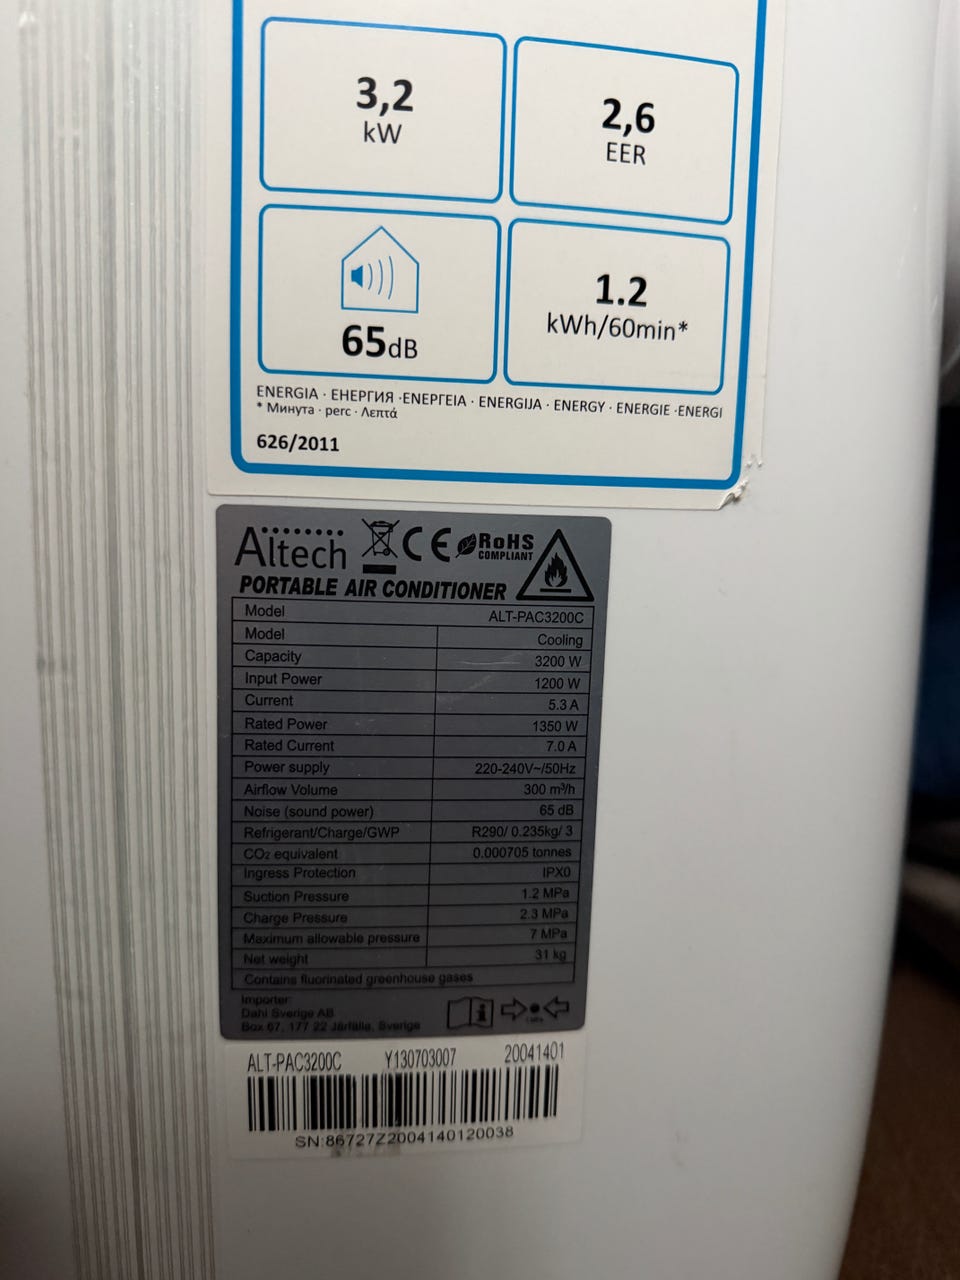 3,2
kW
2,6
EER
65dB
1.2
kWh/60min*
ENERGIA · ЕНЕРГИЯ ·ΕΝΕΡΓΕΙΑ · ENERGIJA · ENERGY · ENERGIE ·ENERGI
* Минута · perc · Λεπτά
626/2011
Altech CE RoHS
COMPLIANT
PORTABLE AIR CONDITIONER
Model ALT-PAC3200C
Model Cooling
Capacity 3200 W
Input Power 1200 W
Current 5.3 A
Rated Power 1350 W
Rated Current 7.0 A
Power supply 220-240V~/50Hz
Airflow Volume 300 m³/h
Noise (sound power) 65 dB
Refrigerant/Charge/GWP R290/ 0.235kg/ 3
CO₂ equivalent 0.000705 tonnes
Ingress Protection IPX0
Suction Pressure 1.2 MPa
Charge Pressure 2.3 MPa
Maximum allowable pressure 7 MPa
Net weight 31 kg
Contains fluorinated greenhouse gases
Importer:
Dahl Sverige AB
Box 67, 177 22 Järfälla, Sverige
ALT-PAC3200C Y130703007 20041401
SN:86727Z2004140120038